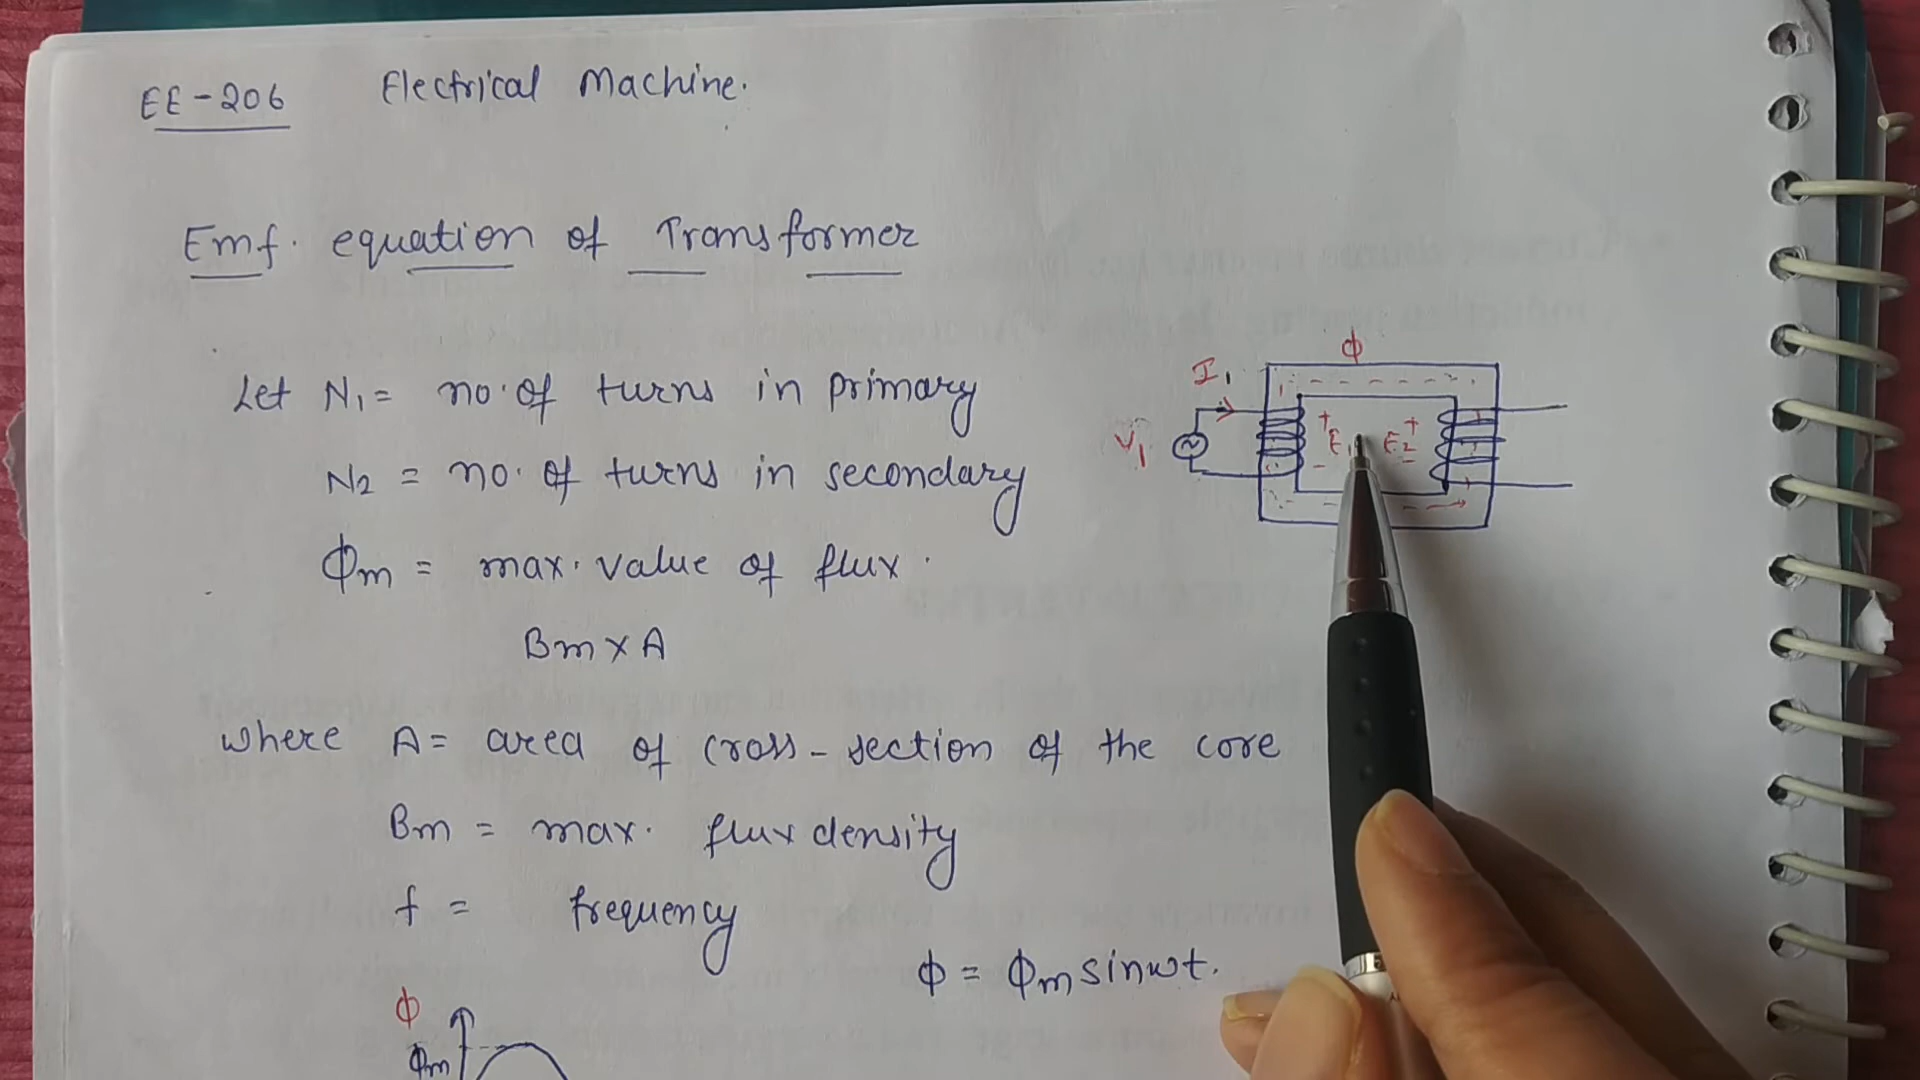 EE-206 Electrical Machine.
Emf. equation of Transformer
Let N1 = no. of turns in primary
N2 = no. of turns in secondary
Φm = max. value of flux.
Bm x A
where A = area of cross-section of the core
Bm = max. flux density
f = frequency
ϕ = ϕm sinωt.
ϕ
ϕm
ϕ
I1
V1
+ +
E1 E2
- -